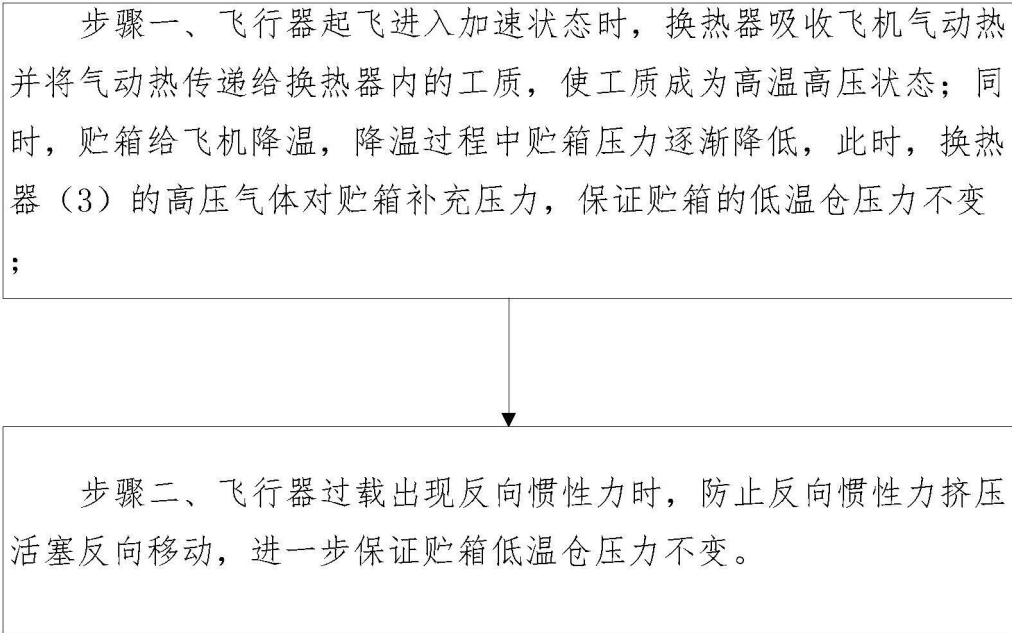 步骤一、飞行器起飞进入加速状态时，换热器吸收飞机气动热
并将气动热传递给换热器内的工质，使工质成为高温高压状态；同
时，贮箱给飞机降温，降温过程中贮箱压力逐渐降低，此时，换热
器（3）的高压气体对贮箱补充压力，保证贮箱的低温仓压力不变
；
步骤二、飞行器过载出现反向惯性力时，防止反向惯性力挤压
活塞反向移动，进一步保证贮箱低温仓压力不变。